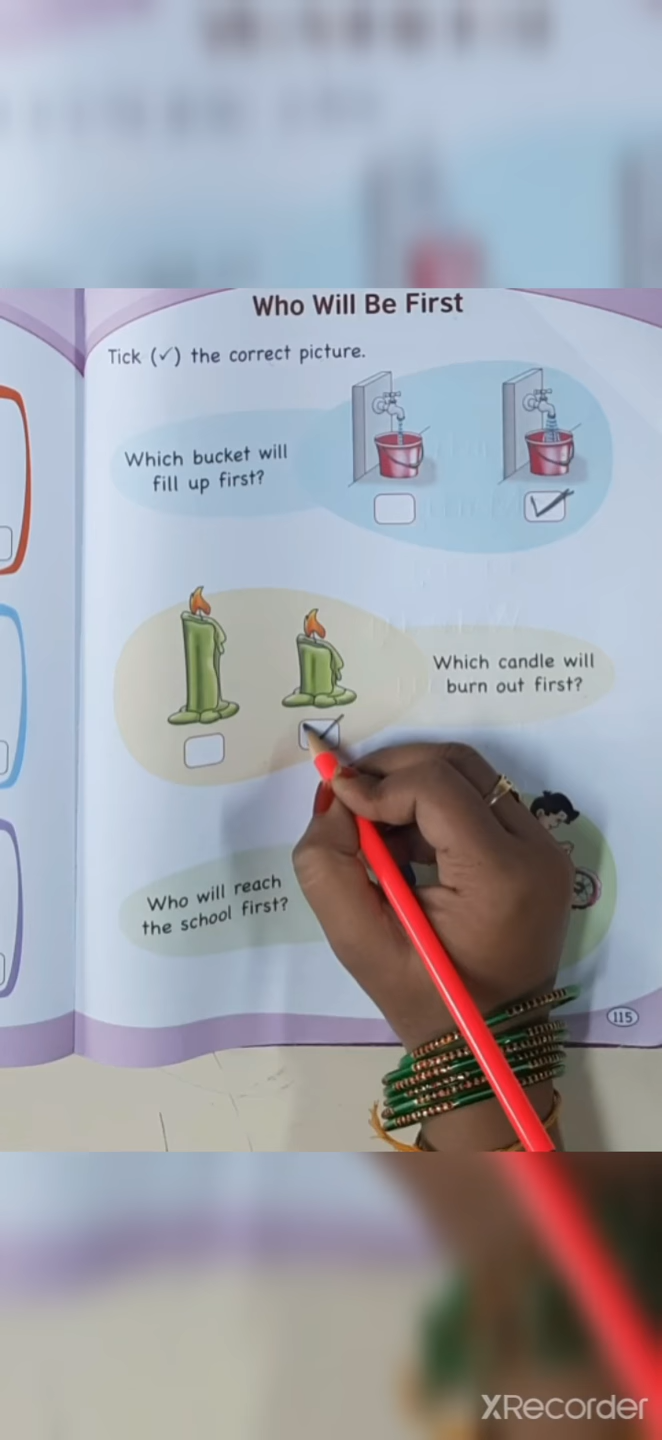 Who Will Be First
Tick (✓) the correct picture.
Which bucket will
fill up first?
Which candle will
burn out first?
Who will reach
the school first?
115
XRecorder